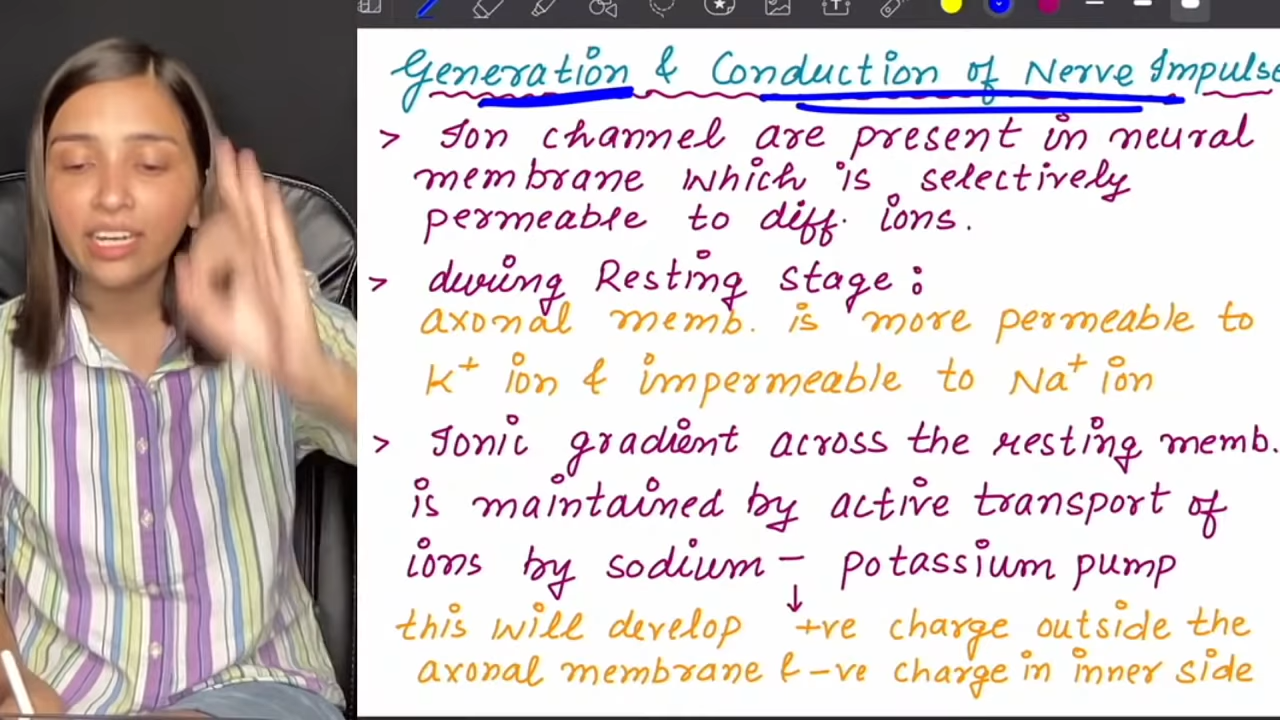 Generation & Conduction of Nerve Impulse
> Ion channel are present in neural
membrane which is selectively
permeable to diff. ions.
> during Resting Stage :
axonal memb. is more permeable to
K+ ion & impermeable to Na+ ion
> Ionic gradient across the resting memb.
is maintained by active transport of
ions by sodium – potassium pump
↓
this will develop +ve charge outside the
axonal membrane & -ve charge in inner side